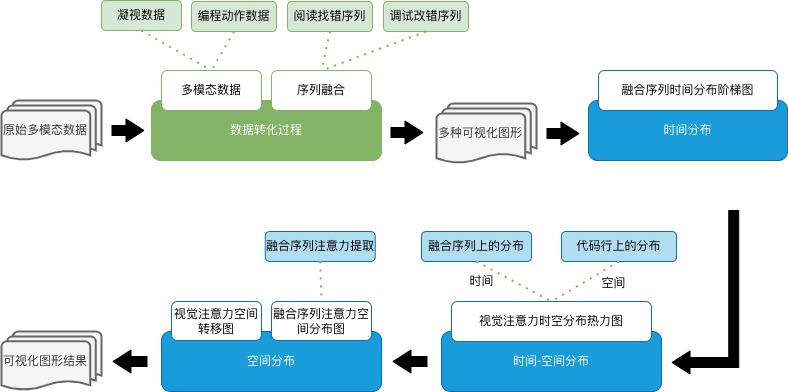 凝视数据
编程动作数据
阅读找错序列
调试改错序列
多模态数据
序列融合
融合序列时间分布阶梯图
原始多模态数据
数据转化过程
多种可视化图形
时间分布
融合序列注意力提取
融合序列上的分布
代码行上的分布
时间
空间
视觉注意力空间
转移图
融合序列注意力空
间分布图
视觉注意力时空分布热力图
可视化图形结果
空间分布
时间-空间分布